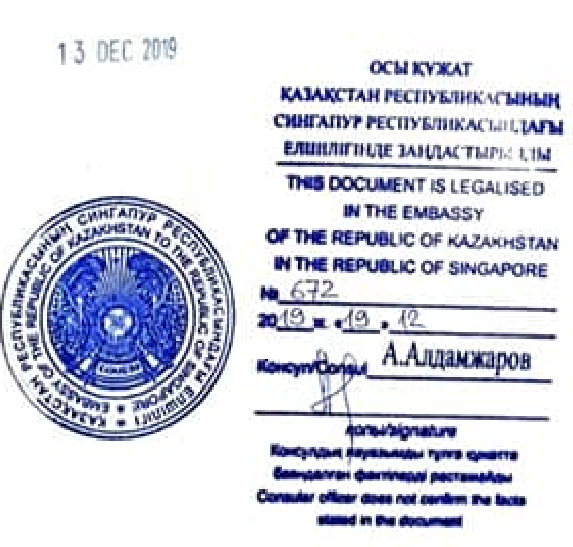 13 DEC 2019
ОСЫ ҚҰЖАТ
ҚАЗАҚСТАН РЕСПУБЛИКАСЫНЫҢ
СИНГАПУР РЕСПУБЛИКАСЫНДАҒЫ
ЕЛШІЛІГІНДЕ ЗАҢДАСТЫРЫЛДЫ
THIS DOCUMENT IS LEGALISED
IN THE EMBASSY
OF THE REPUBLIC OF KAZAKHSTAN
IN THE REPUBLIC OF SINGAPORE
№ 672
2019 ж. «19» 12
Консул/Consul А.Алдамжаров
қолы/signature
Консулдық лауазымды тұлға құжатта
баяндалған фактілерді растамайды
Consular officer does not confirm the facts
stated in the document
ҚАЗАҚСТАН РЕСПУБЛИКАСЫНЫҢ СИНГАПУР РЕСПУБЛИКАСЫНДАҒЫ ЕЛШІЛІГІ
EMBASSY OF THE REPUBLIC OF KAZAKHSTAN TO THE REPUBLIC OF SINGAPORE